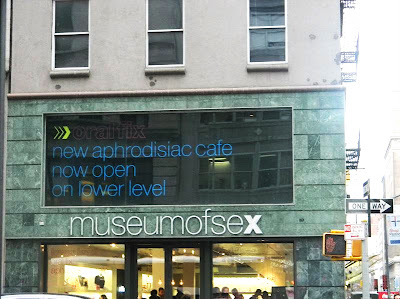 new aphrodisiac cafe
now open
on lower level
museumofsex
ONE WAY